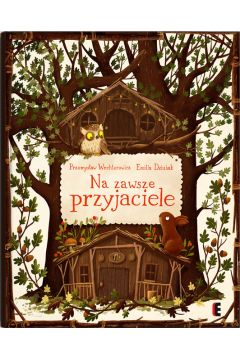 Przemysław Wechterowicz Emilia Dziubak
Na zawsze
przyjaciele
E